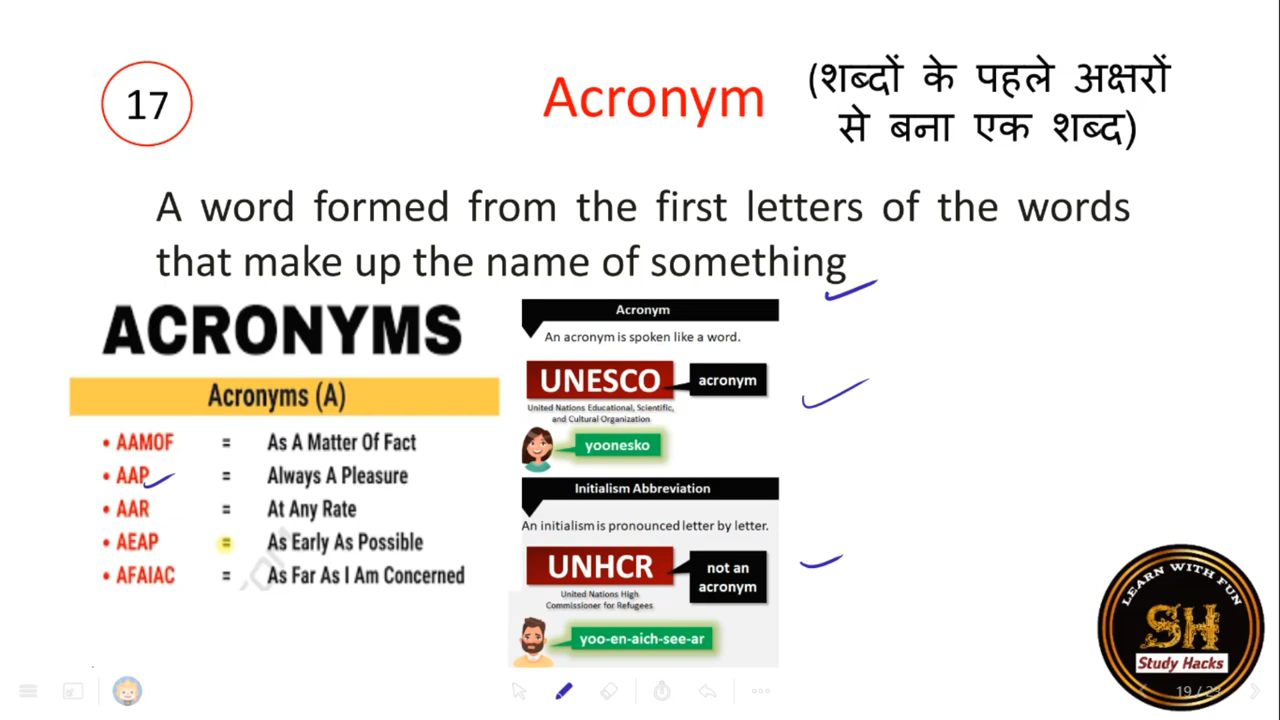 17
Acronym
(शब्दों के पहले अक्षरों
से बना एक शब्द)
A word formed from the first letters of the words
that make up the name of something
ACRONYMS
Acronyms (A)
• AAMOF = As A Matter Of Fact
• AAP = Always A Pleasure
• AAR = At Any Rate
• AEAP = As Early As Possible
• AFAIAC = As Far As I Am Concerned
Acronym
An acronym is spoken like a word.
UNESCO
acronym
United Nations Educational, Scientific,
and Cultural Organization
yoonesko
Initialism Abbreviation
An initialism is pronounced letter by letter.
UNHCR
not an
acronym
United Nations High
Commissioner for Refugees
yoo-en-aich-see-ar
LEARN WITH FUN
SH
Study Hacks